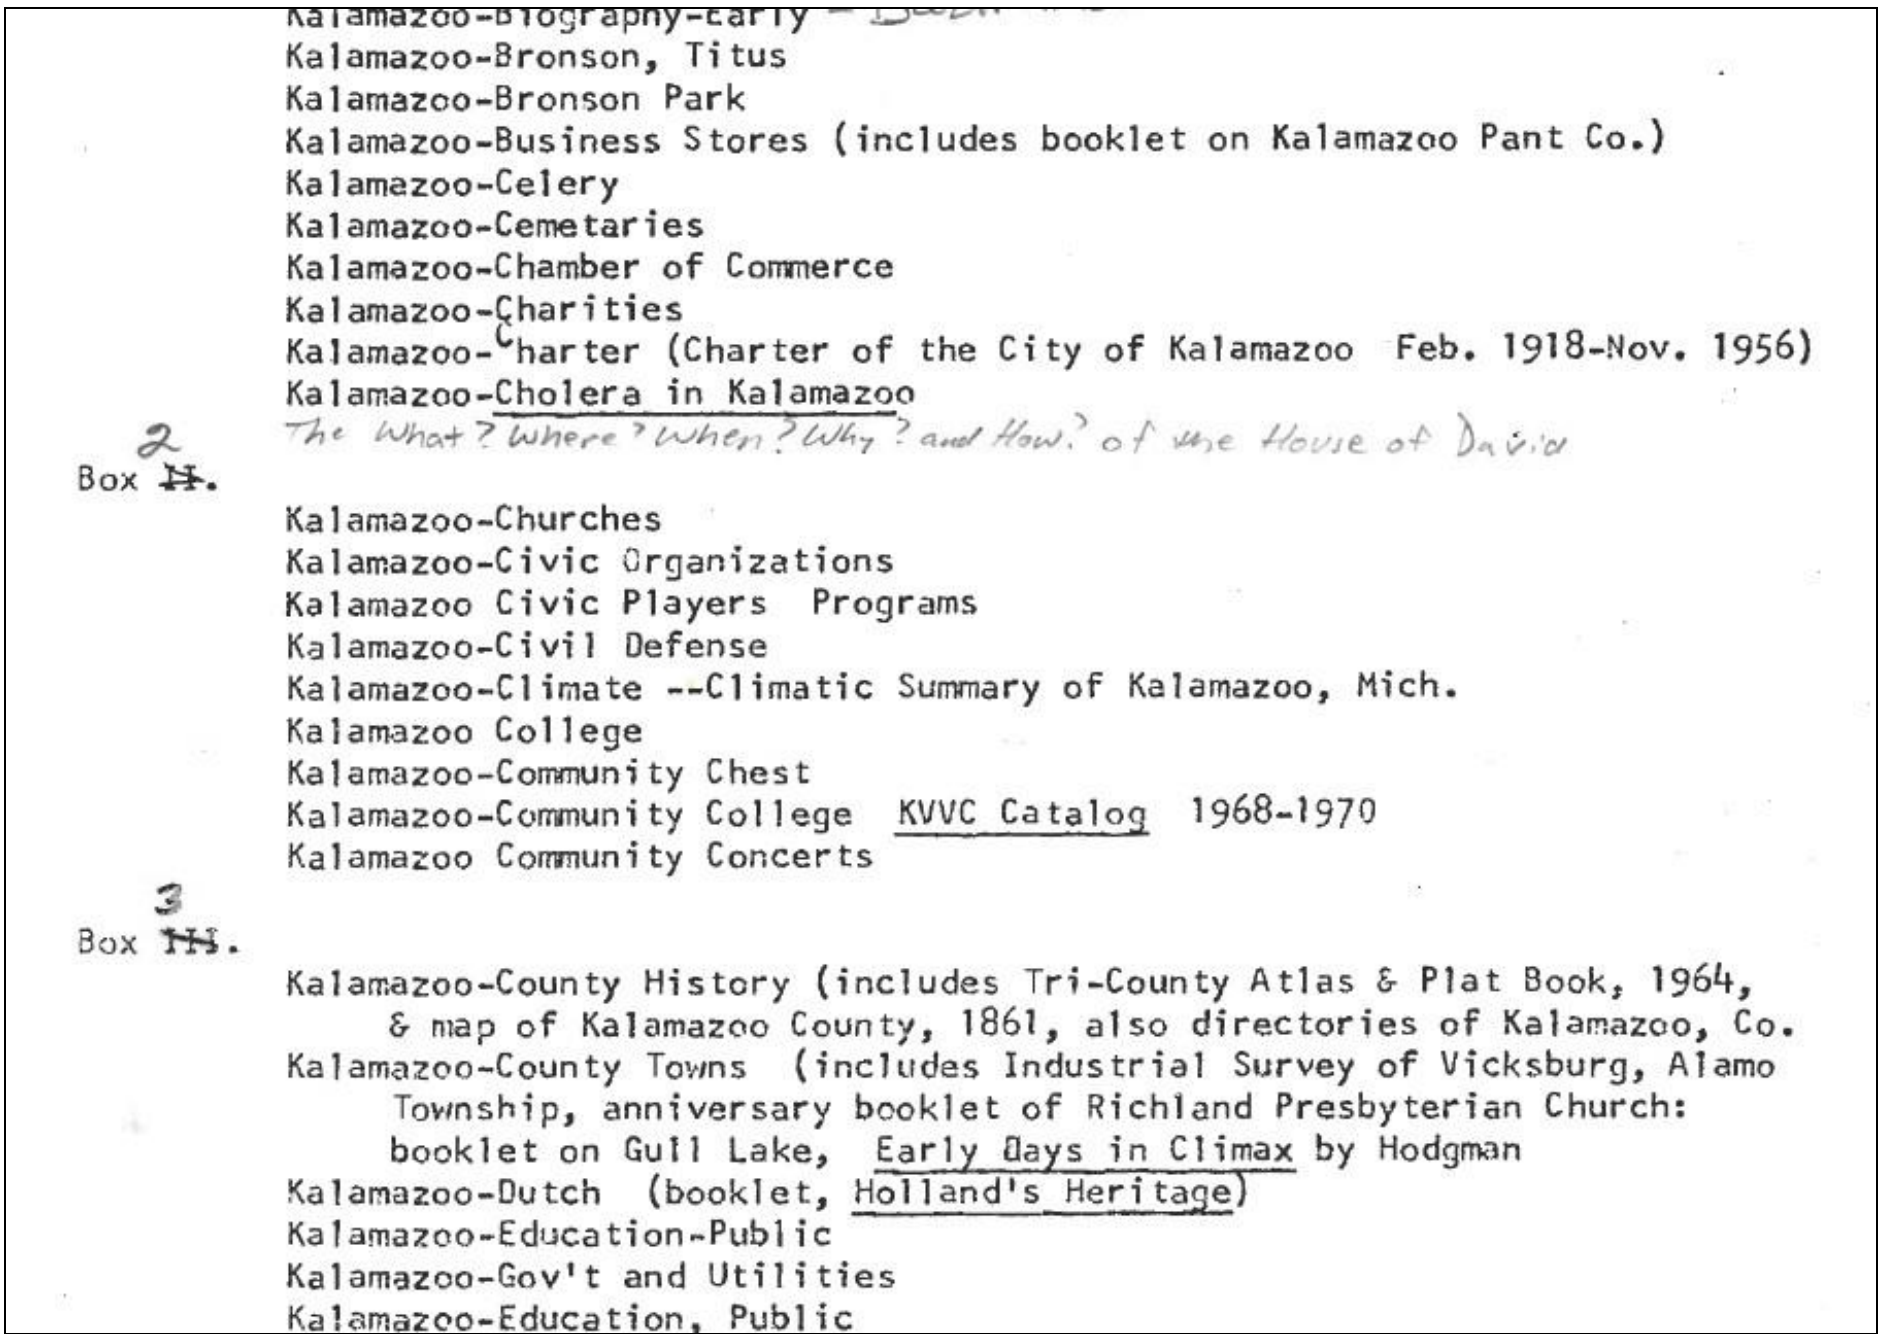 Kalamazoo-Biography-Early -
Kalamazoo-Bronson, Titus
Kalamazoo-Bronson Park
Kalamazoo-Business Stores (includes booklet on Kalamazoo Pant Co.)
Kalamazoo-Celery
Kalamazoo-Cemetaries
Kalamazoo-Chamber of Commerce
Kalamazoo-Charities
Kalamazoo-Charter (Charter of the City of Kalamazoo Feb. 1918-Nov. 1956)
Kalamazoo-Cholera in Kalamazoo
The What? Where? When? Why? and How? of the House of David
2
Box II.
Kalamazoo-Churches
Kalamazoo-Civic Organizations
Kalamazoo Civic Players Programs
Kalamazoo-Civil Defense
Kalamazoo-Climate --Climatic Summary of Kalamazoo, Mich.
Kalamazoo College
Kalamazoo-Community Chest
Kalamazoo-Community College KVVC Catalog 1968-1970
Kalamazoo Community Concerts
3
Box III.
Kalamazoo-County History (includes Tri-County Atlas & Plat Book, 1964,
& map of Kalamazoo County, 1861, also directories of Kalamazoo, Co.
Kalamazoo-County Towns (includes Industrial Survey of Vicksburg, Alamo
Township, anniversary booklet of Richland Presbyterian Church:
booklet on Gull Lake, Early Days in Climax by Hodgman
Kalamazoo-Dutch (booklet, Holland's Heritage)
Kalamazoo-Education-Public
Kalamazoo-Gov't and Utilities
Kalamazoo-Education, Public